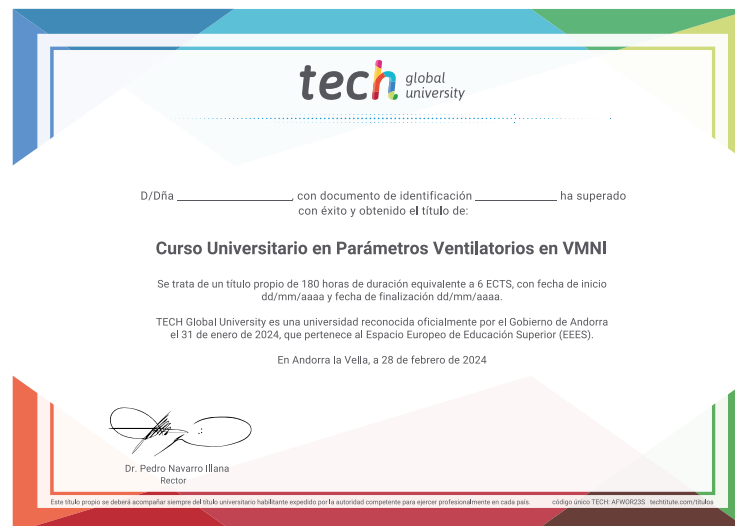 tech global university
D/Dña ____________________, con documento de identificación ______________ ha superado
con éxito y obtenido el título de:
Curso Universitario en Parámetros Ventilatorios en VMNI
Se trata de un título propio de 180 horas de duración equivalente a 6 ECTS, con fecha de inicio
dd/mm/aaaa y fecha de finalización dd/mm/aaaa.
TECH Global University es una universidad reconocida oficialmente por el Gobierno de Andorra
el 31 de enero de 2024, que pertenece al Espacio Europeo de Educación Superior (EEES).
En Andorra la Vella, a 28 de febrero de 2024
Dr. Pedro Navarro Illana
Rector
Este título propio se deberá acompañar siempre del título universitario habilitante expedido por la autoridad competente para ejercer profesionalmente en cada país. código único TECH: AFWOR23S techtitute.com/titulos